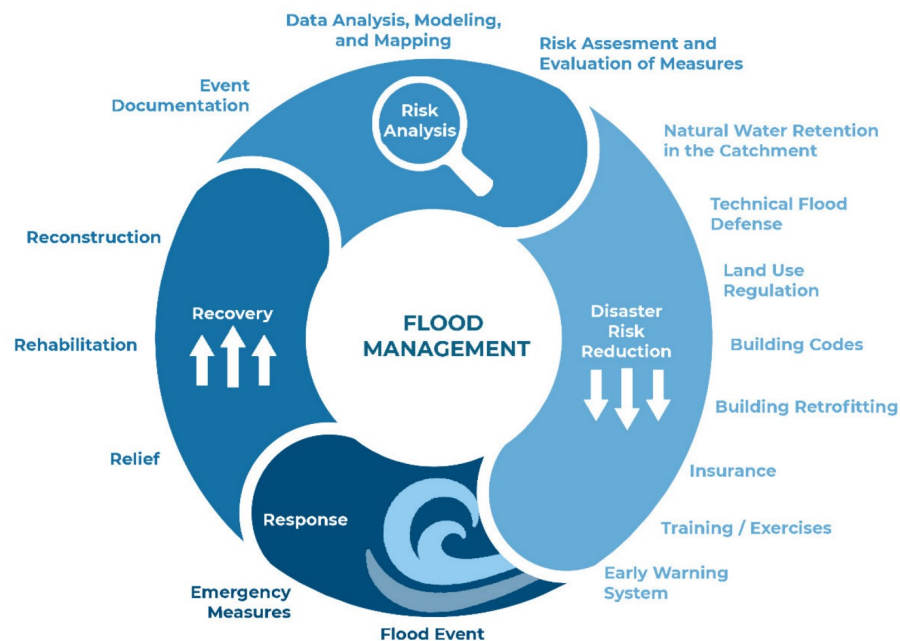 Data Analysis, Modeling,
and Mapping
Risk Assesment and
Evaluation of Measures
Event
Documentation
Risk
Analysis
Natural Water Retention
in the Catchment
Technical Flood
Defense
Reconstruction
Land Use
Regulation
Recovery
Disaster
Risk
Reduction
FLOOD
MANAGEMENT
Rehabilitation
Building Codes
Building Retrofitting
Relief
Insurance
Response
Training / Exercises
Early Warning
System
Emergency
Measures
Flood Event